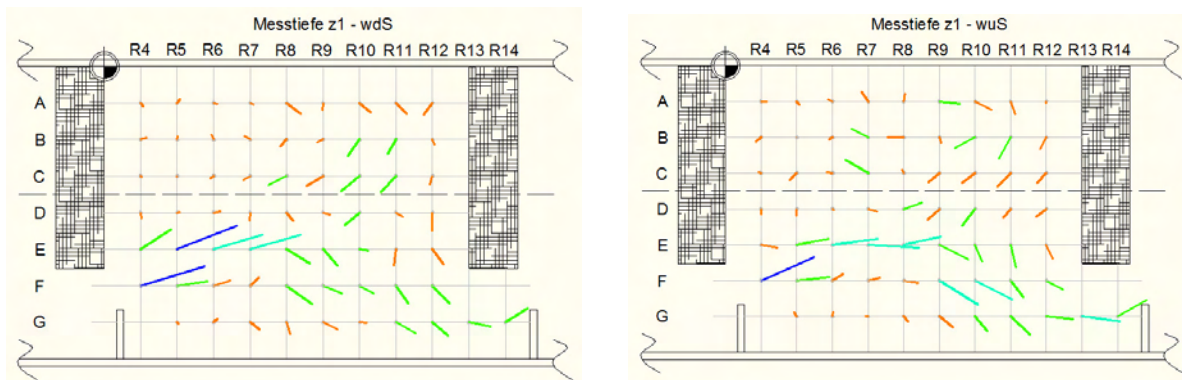 Messtiefe z1 - wdS
R4 R5 R6 R7 R8 R9 R10 R11 R12 R13 R14
A
B
C
D
E
F
G
Messtiefe z1 - wuS
R4 R5 R6 R7 R8 R9 R10 R11 R12 R13 R14
A
B
C
D
E
F
G